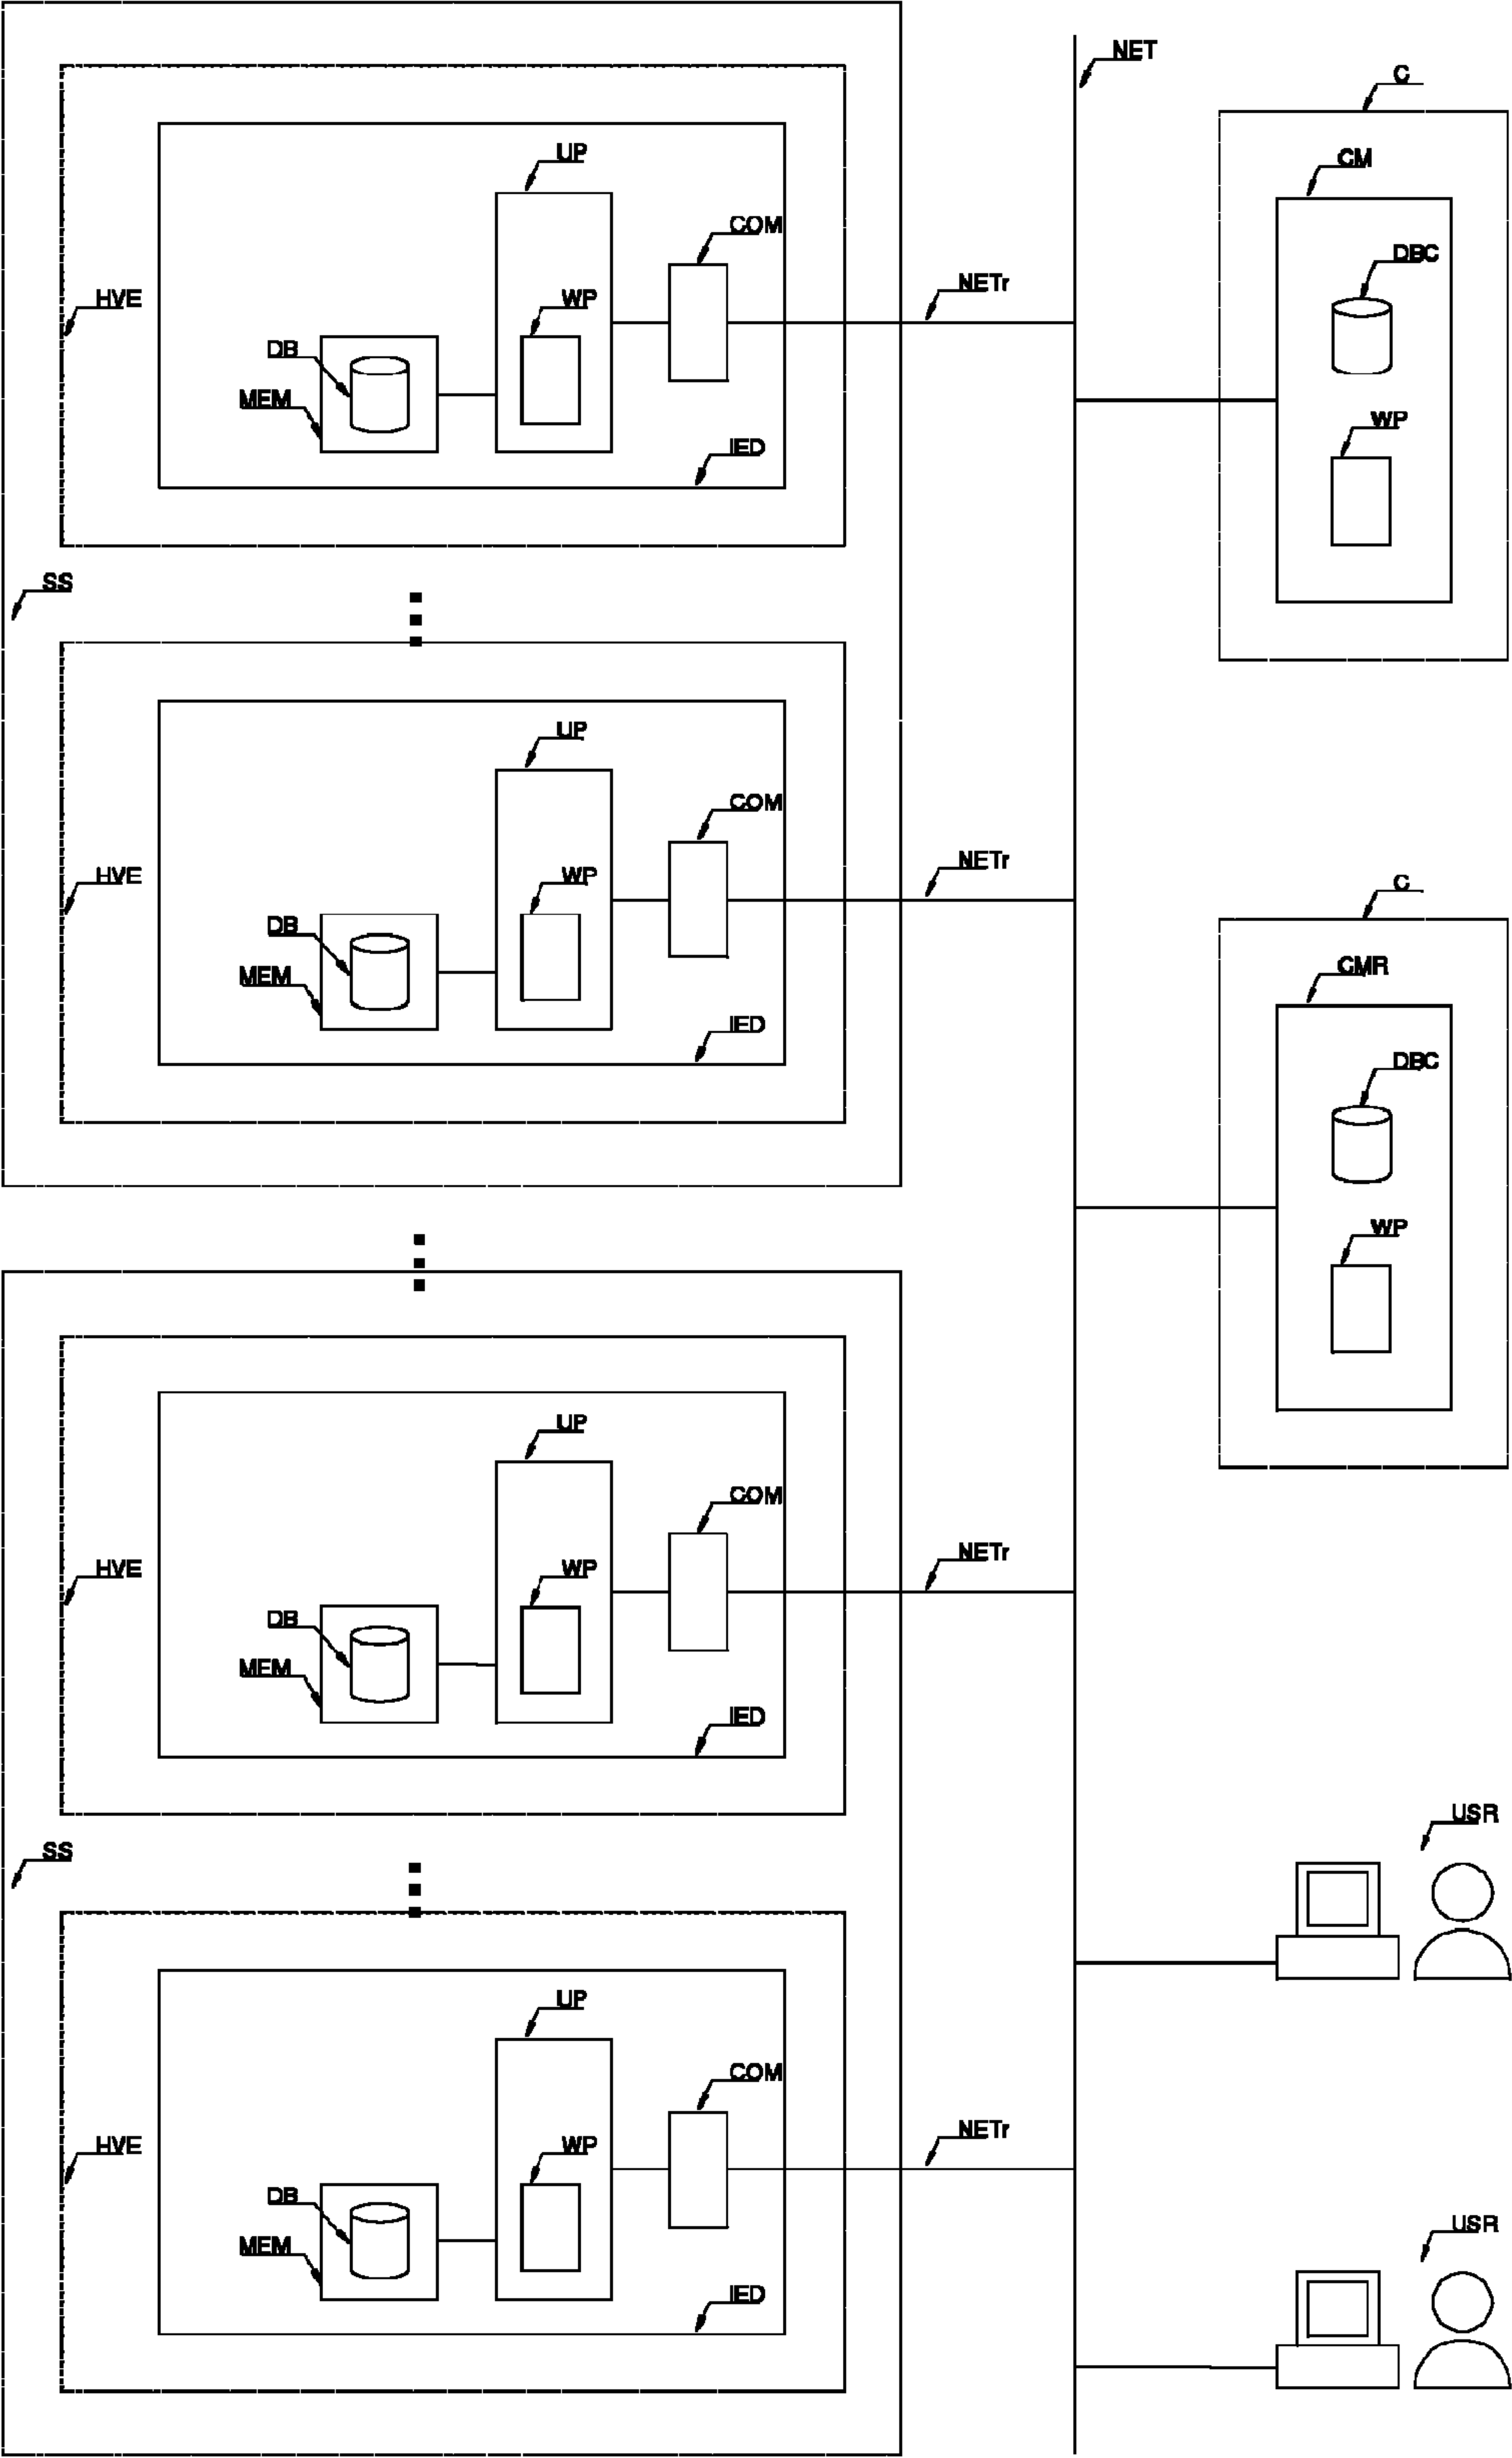 NET
C
UP
CM
COM
DBC
HVE
NETr
WP
DB
MEM
WP
IED
SS
UP
COM
HVE
NETr
WP
C
DB
CMR
MEM
IED
DBC
WP
UP
COM
HVE
NETr
WP
DB
MEM
IED
USR
SS
UP
COM
HVE
NETr
WP
DB
USR
MEM
IED